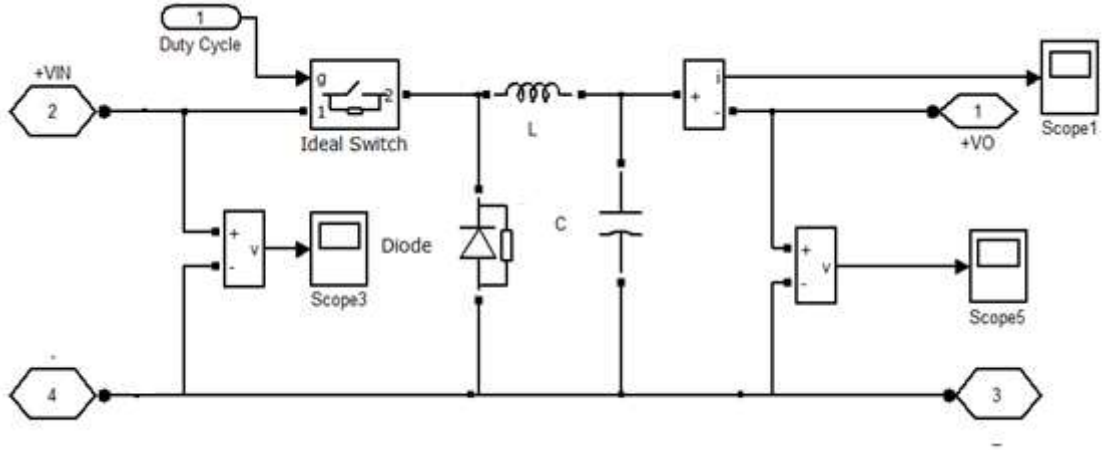 1
Duty Cycle
+VIN
2
g
1
2
Ideal Switch
L
+
i
-
Scope1
1
+VO
+
-
v
Scope3
Diode
C
+
-
v
Scope5
-
4
3
-